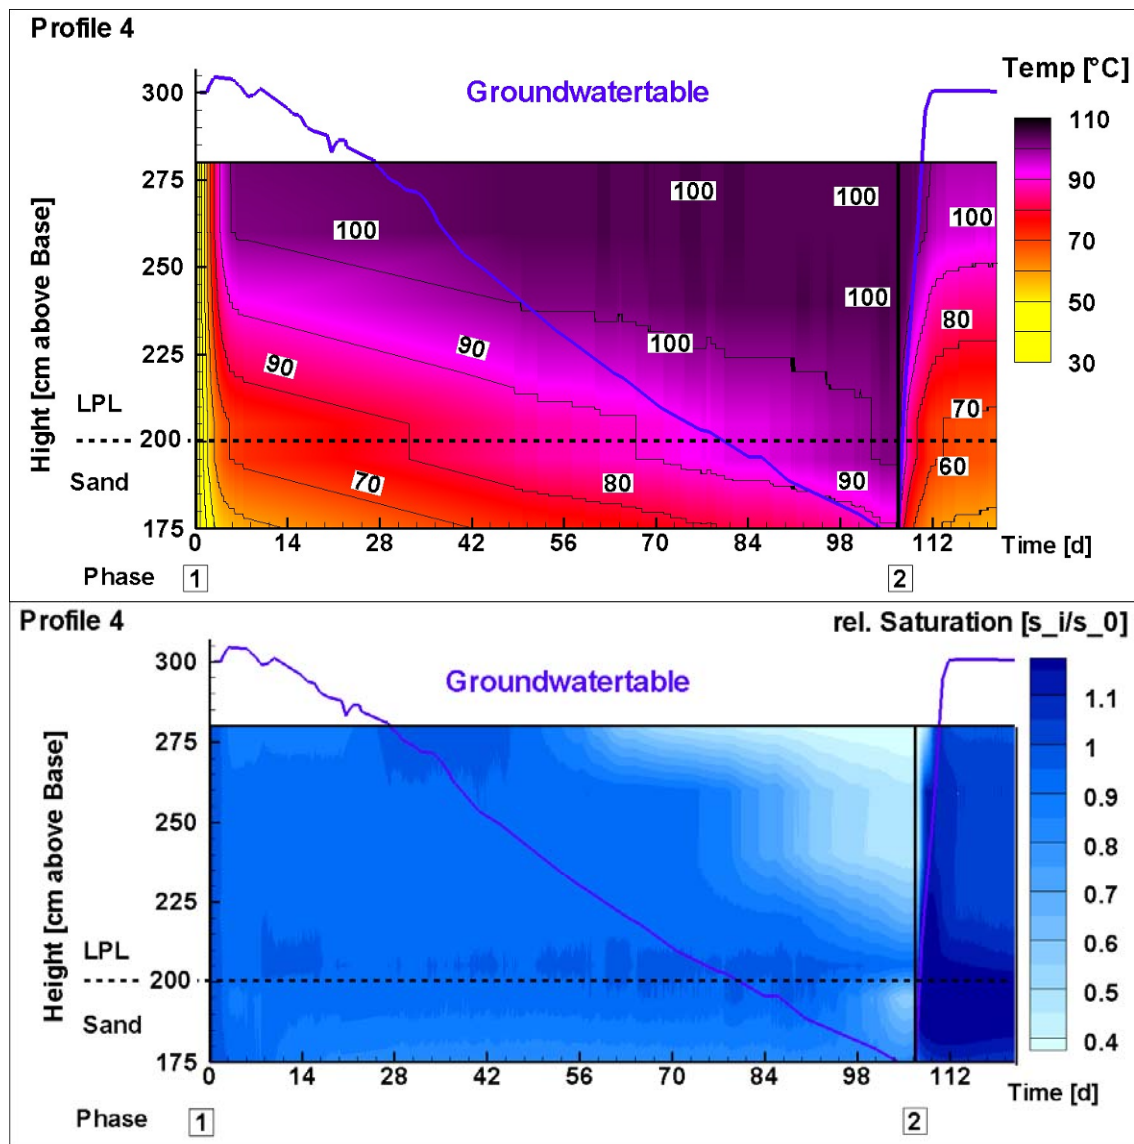 Profile 4
Temp [°C]
Groundwatertable
300
275
250
225
200
175
Hight [cm above Base]
LPL
Sand
100
100
100
100
100
100
90
90
90
80
80
70
70
60
110
90
70
50
30
0 14 28 42 56 70 84 98 112 Time [d]
Phase 1 2
Profile 4
rel. Saturation [s_i/s_0]
Groundwatertable
300
275
250
225
200
175
Height [cm above Base]
LPL
Sand
1.1
1
0.9
0.8
0.7
0.6
0.5
0.4
0 14 28 42 56 70 84 98 112
Time [d]
Phase 1 2